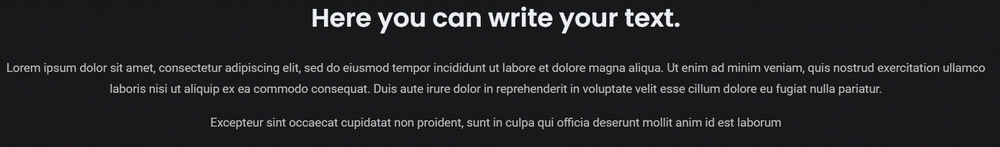 Here you can write your text.
Lorem ipsum dolor sit amet, consectetur adipiscing elit, sed do eiusmod tempor incididunt ut labore et dolore magna aliqua. Ut enim ad minim veniam, quis nostrud exercitation ullamco
laboris nisi ut aliquip ex ea commodo consequat. Duis aute irure dolor in reprehenderit in voluptate velit esse cillum dolore eu fugiat nulla pariatur.
Excepteur sint occaecat cupidatat non proident, sunt in culpa qui officia deserunt mollit anim id est laborum